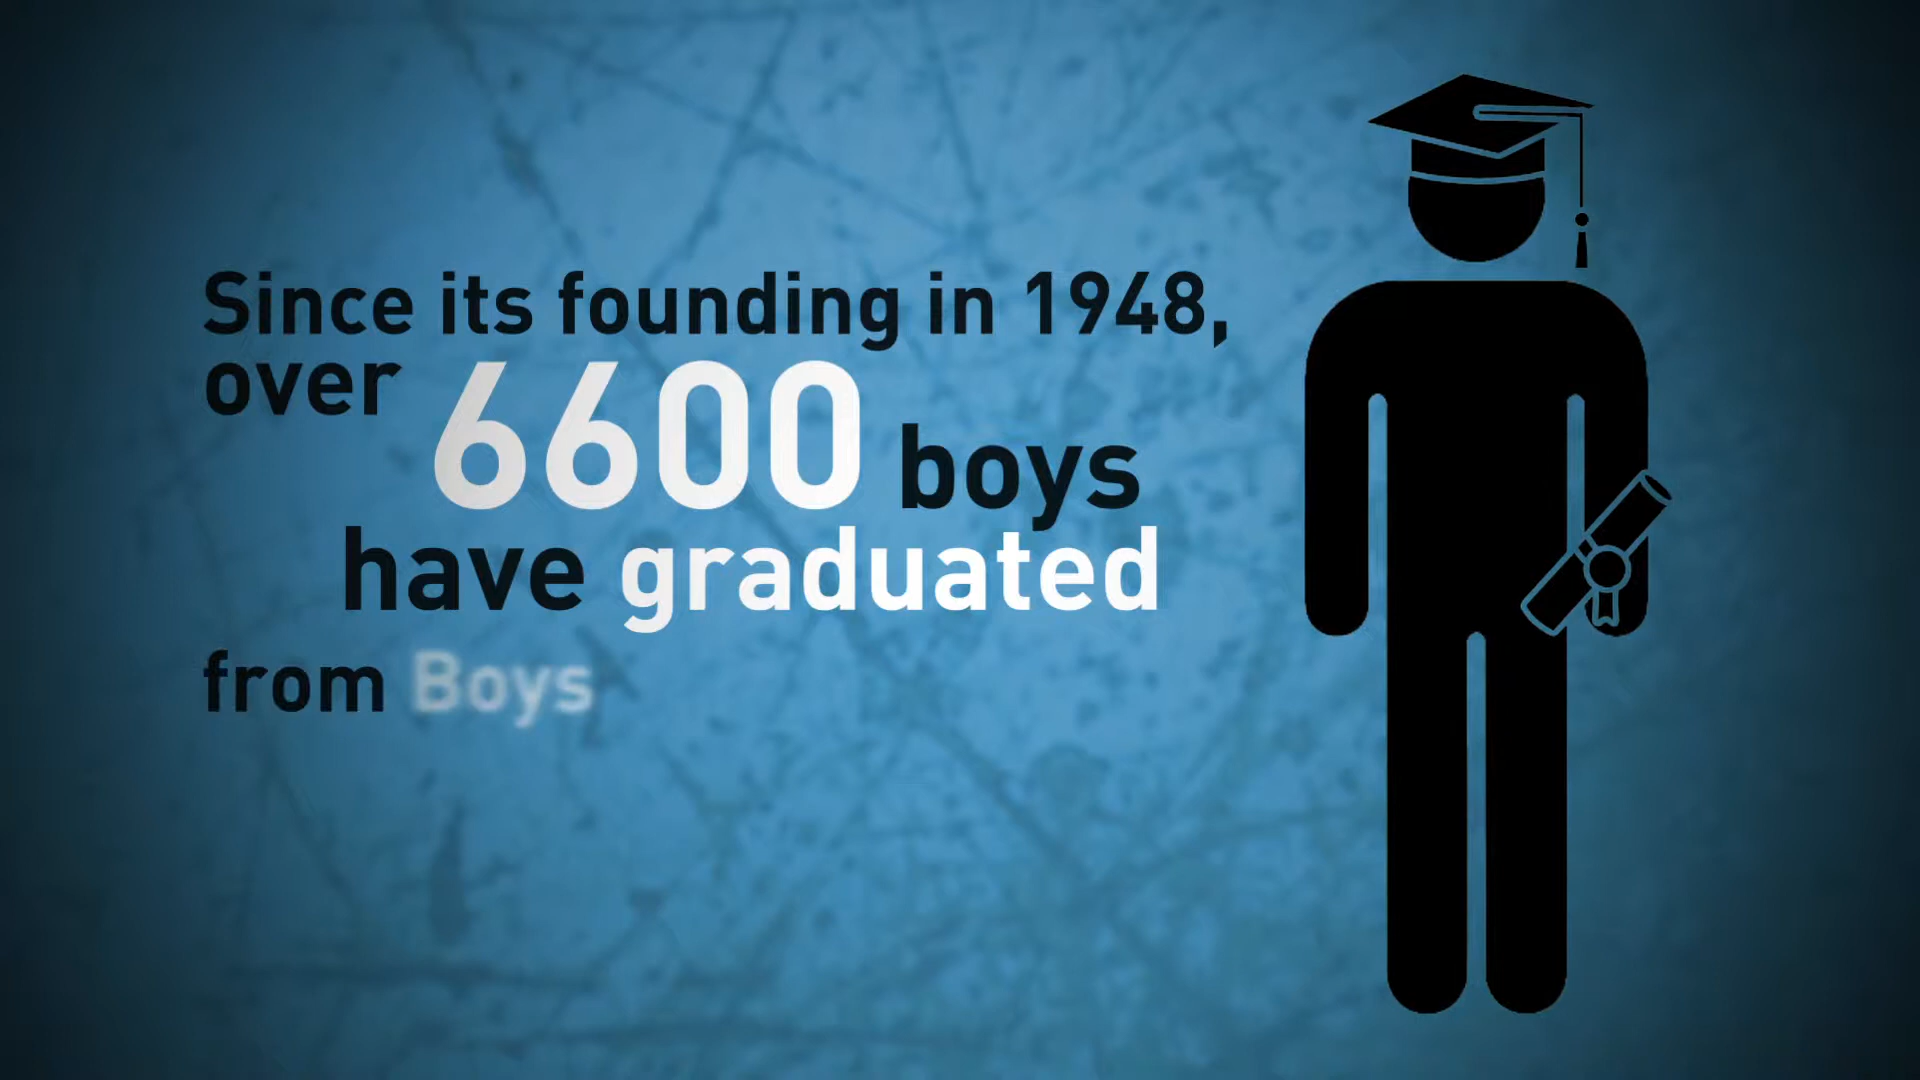 Since its founding in 1948,
over 6600 boys
have graduated
from Boys